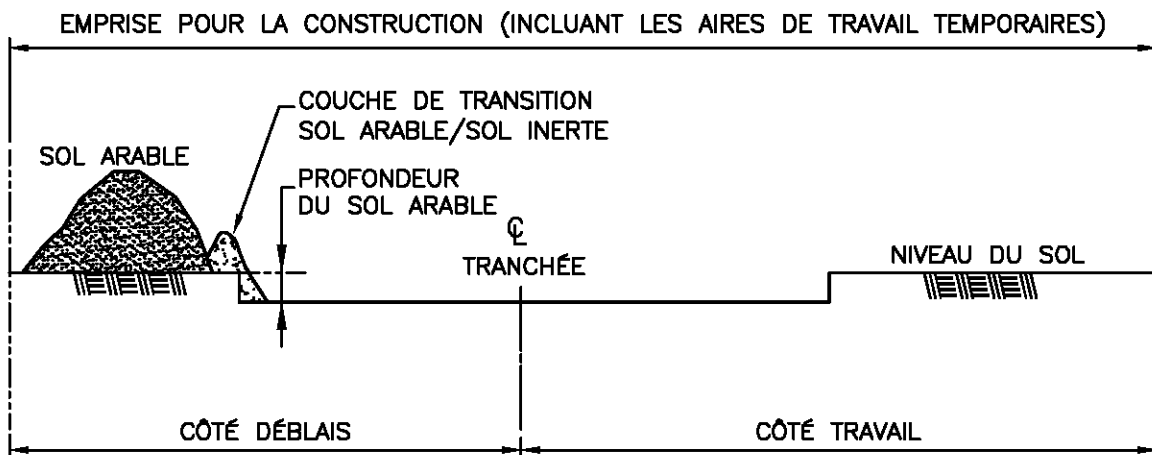 EMPRISE POUR LA CONSTRUCTION (INCLUANT LES AIRES DE TRAVAIL TEMPORAIRES)
COUCHE DE TRANSITION
SOL ARABLE/SOL INERTE
SOL ARABLE
PROFONDEUR
DU SOL ARABLE
℄
TRANCHÉE
NIVEAU DU SOL
CÔTÉ DÉBLAIS
CÔTÉ TRAVAIL